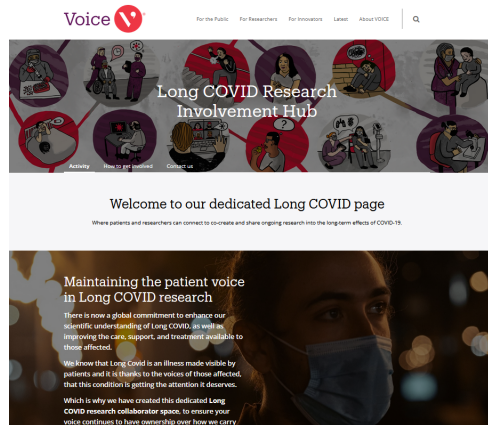 Voice
For the Public For Researchers For Innovators Latest About VOICE
Long COVID Research
Involvement Hub
Activity How to get involved Contact us
Welcome to our dedicated Long COVID page
Where patients and researchers can connect to co-create and share ongoing research into the long-term effects of COVID-19.
Maintaining the patient voice
in Long COVID research
There is now a global commitment to enhance our
scientific understanding of Long COVID, as well as
improving the care, support, and treatment available to
those affected.
We know that Long Covid is an illness made visible by
patients and it is thanks to the voices of those affected,
that this condition is getting the attention it deserves.
Which is why we have created this dedicated Long
COVID research collaborator space, to ensure your
voice continues to have ownership over how we carry